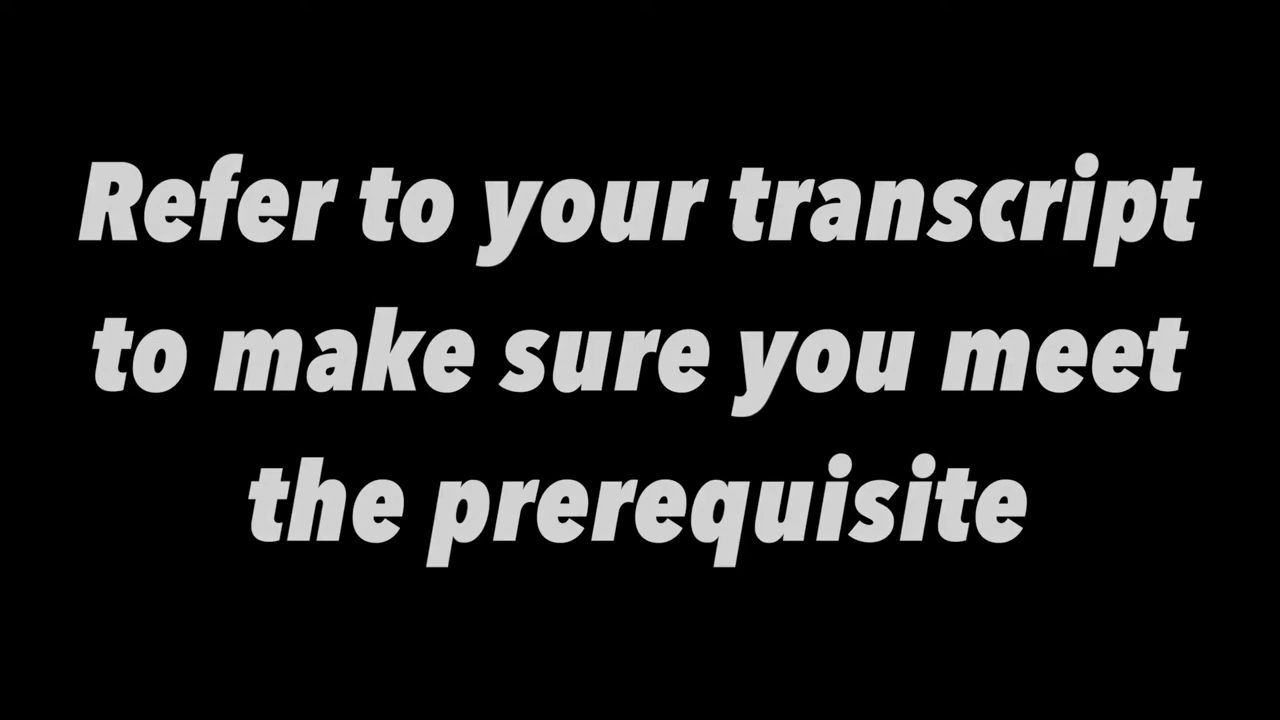 Refer to your transcript
to make sure you meet
the prerequisite